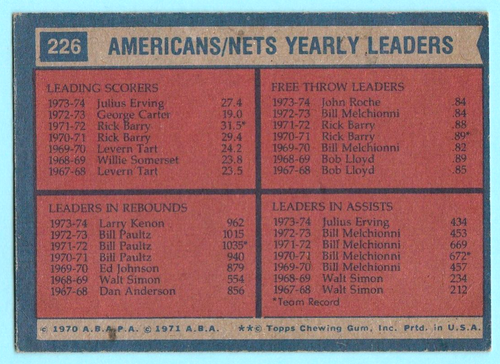 226 AMERICANS/NETS YEARLY LEADERS
LEADING SCORERS
1973-74 Julius Erving 27.4
1972-73 George Carter 19.0
1971-72 Rick Barry 31.5*
1970-71 Rick Barry 29.4
1969-70 Levern Tart 24.2
1968-69 Willie Somerset 23.8
1967-68 Levern Tart 23.5
FREE THROW LEADERS
1973-74 John Roche .84
1972-73 Bill Melchionni .84
1971-72 Rick Barry .88
1970-71 Rick Barry .89*
1969-70 Bill Melchionni .82
1968-69 Bob Lloyd .89
1967-68 Bob Lloyd .85
LEADERS IN REBOUNDS
1973-74 Larry Kenon 962
1972-73 Bill Paultz 1015
1971-72 Bill Paultz 1035*
1970-71 Bill Paultz 940
1969-70 Ed Johnson 879
1968-69 Walt Simon 554
1967-68 Dan Anderson 856
LEADERS IN ASSISTS
1973-74 Julius Erving 434
1972-73 Bill Melchionni 453
1971-72 Bill Melchionni 669
1970-71 Bill Melchionni 672*
1969-70 Bill Melchionni 457
1968-69 Walt Simon 234
1967-68 Walt Simon 212
*Team Record
© 1970 A.B.A.P.A. © 1971 A.B.A. **© Topps Chewing Gum, Inc. Prtd. in U.S.A.